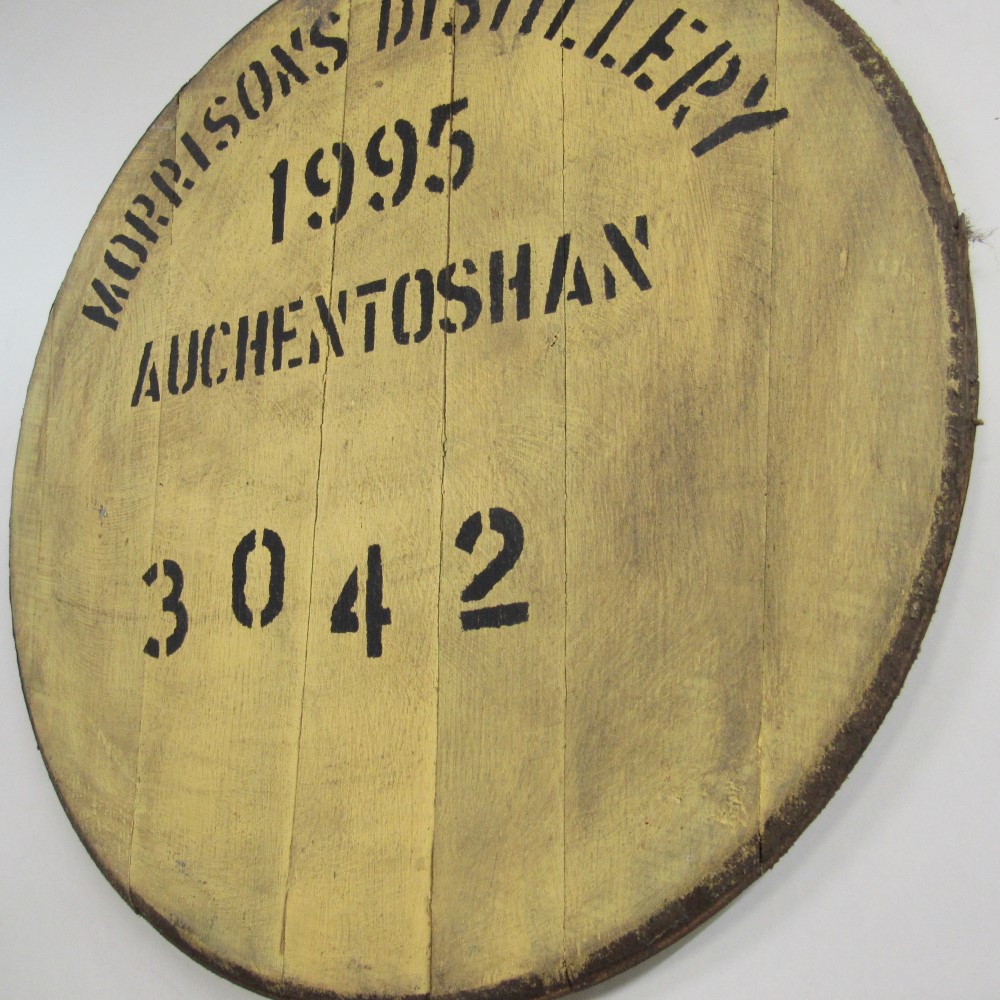 MORRISON'S DISTILLERY
1995
AUCHENTOSHAN
3042